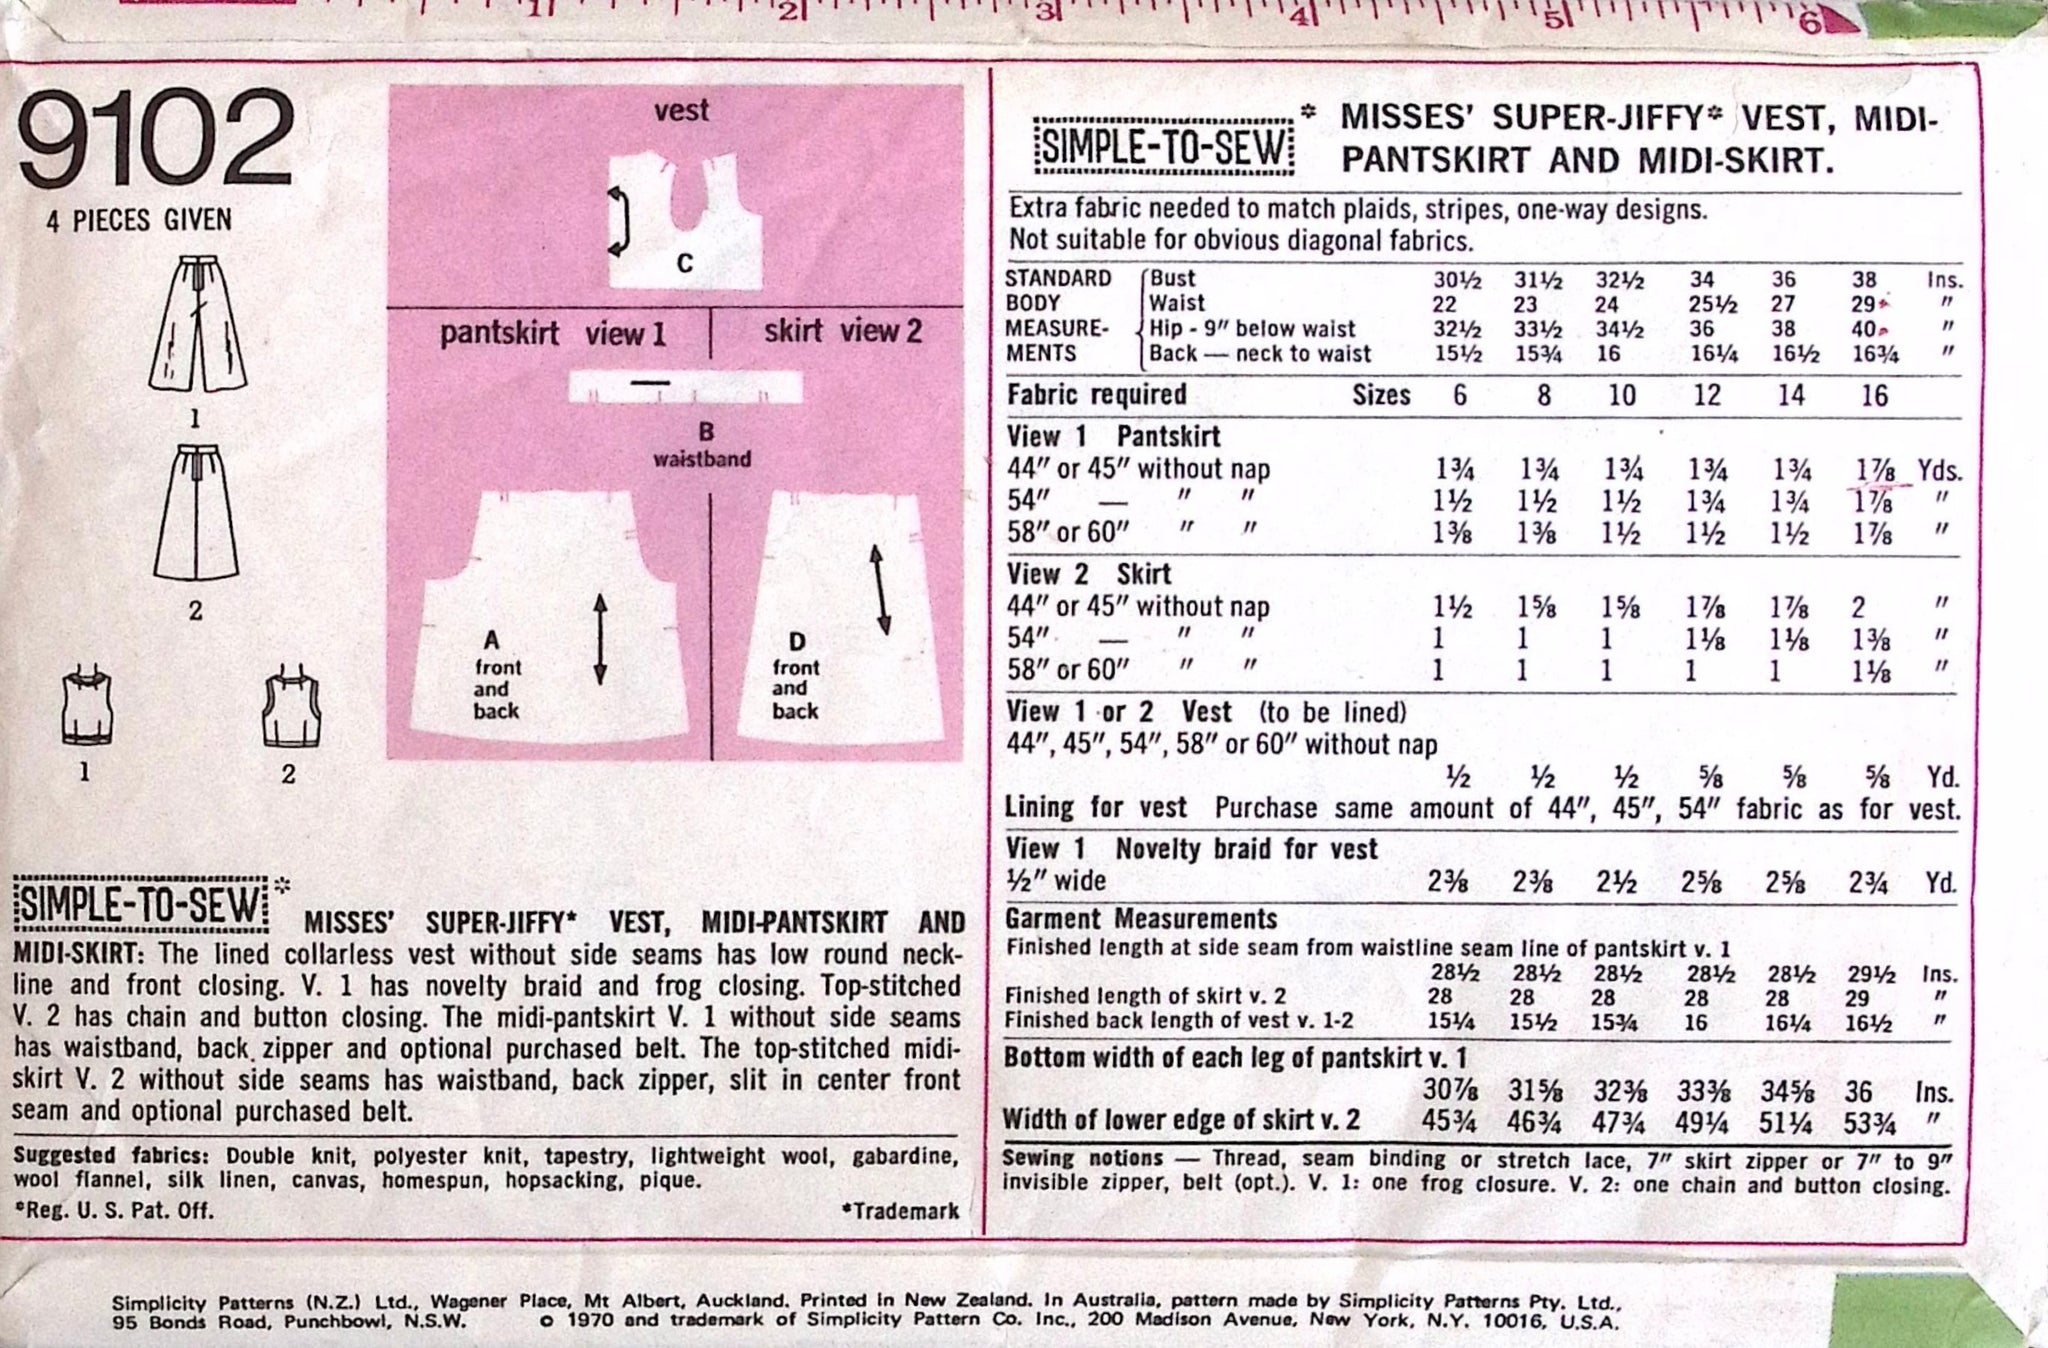 1 2 3 4 5 6
9102
4 PIECES GIVEN
1
2
1 2
vest
C
pantskirt view 1 skirt view 2
B
waistband
A
front
and
back
D
front
and
back
SIMPLE-TO-SEW* MISSES' SUPER-JIFFY* VEST, MIDI-PANTSKIRT AND
MIDI-SKIRT: The lined collarless vest without side seams has low round neck-
line and front closing. V. 1 has novelty braid and frog closing. Top-stitched
V. 2 has chain and button closing. The midi-pantskirt V. 1 without side seams
has waistband, back zipper and optional purchased belt. The top-stitched midi-
skirt V. 2 without side seams has waistband, back zipper, slit in center front
seam and optional purchased belt.
Suggested fabrics: Double knit, polyester knit, tapestry, lightweight wool, gabardine,
wool flannel, silk linen, canvas, homespun, hopsacking, pique.
*Reg. U. S. Pat. Off. *Trademark
SIMPLE-TO-SEW* MISSES' SUPER-JIFFY* VEST, MIDI-
PANTSKIRT AND MIDI-SKIRT.
Extra fabric needed to match plaids, stripes, one-way designs.
Not suitable for obvious diagonal fabrics.
STANDARD { Bust 30½ 31½ 32½ 34 36 38 Ins.
BODY Waist 22 23 24 25½ 27 29 "
MEASURE- Hip - 9" below waist 32½ 33½ 34½ 36 38 40 "
MENTS Back — neck to waist 15½ 15¾ 16 16¼ 16½ 16¾ "
Fabric required Sizes 6 8 10 12 14 16
View 1 Pantskirt
44" or 45" without nap 1¾ 1¾ 1¾ 1¾ 1¾ 1⅞ Yds.
54" — " " 1½ 1½ 1½ 1¾ 1¾ 1⅞ "
58" or 60" " " 1⅜ 1⅜ 1½ 1½ 1½ 1⅞ "
View 2 Skirt
44" or 45" without nap 1½ 1⅝ 1⅝ 1⅞ 1⅞ 2 "
54" — " " 1 1 1 1⅛ 1⅛ 1⅜ "
58" or 60" " " 1 1 1 1 1 1⅛ "
View 1 or 2 Vest (to be lined)
44", 45", 54", 58" or 60" without nap
½ ½ ½ ⅝ ⅝ ⅝ Yd.
Lining for vest Purchase same amount of 44", 45", 54" fabric as for vest.
View 1 Novelty braid for vest
½" wide 2⅜ 2⅜ 2½ 2⅝ 2⅝ 2¾ Yd.
Garment Measurements
Finished length at side seam from waistline seam line of pantskirt v. 1
28½ 28½ 28½ 28½ 28½ 29½ Ins.
Finished length of skirt v. 2 28 28 28 28 28 29 "
Finished back length of vest v. 1-2 15¼ 15½ 15¾ 16 16¼ 16½ "
Bottom width of each leg of pantskirt v. 1
30⅞ 31⅝ 32⅜ 33⅜ 34⅝ 36 Ins.
Width of lower edge of skirt v. 2 45¾ 46¾ 47¾ 49¼ 51¼ 53¾ "
Sewing notions — Thread, seam binding or stretch lace, 7" skirt zipper or 7" to 9"
invisible zipper, belt (opt.). V. 1: one frog closure. V. 2: one chain and button closing.
Simplicity Patterns (N.Z.) Ltd., Wagener Place, Mt Albert, Auckland. Printed in New Zealand. In Australia, pattern made by Simplicity Patterns Pty. Ltd.,
95 Bonds Road, Punchbowl, N.S.W. © 1970 and trademark of Simplicity Pattern Co. Inc., 200 Madison Avenue, New York, N.Y. 10016, U.S.A.